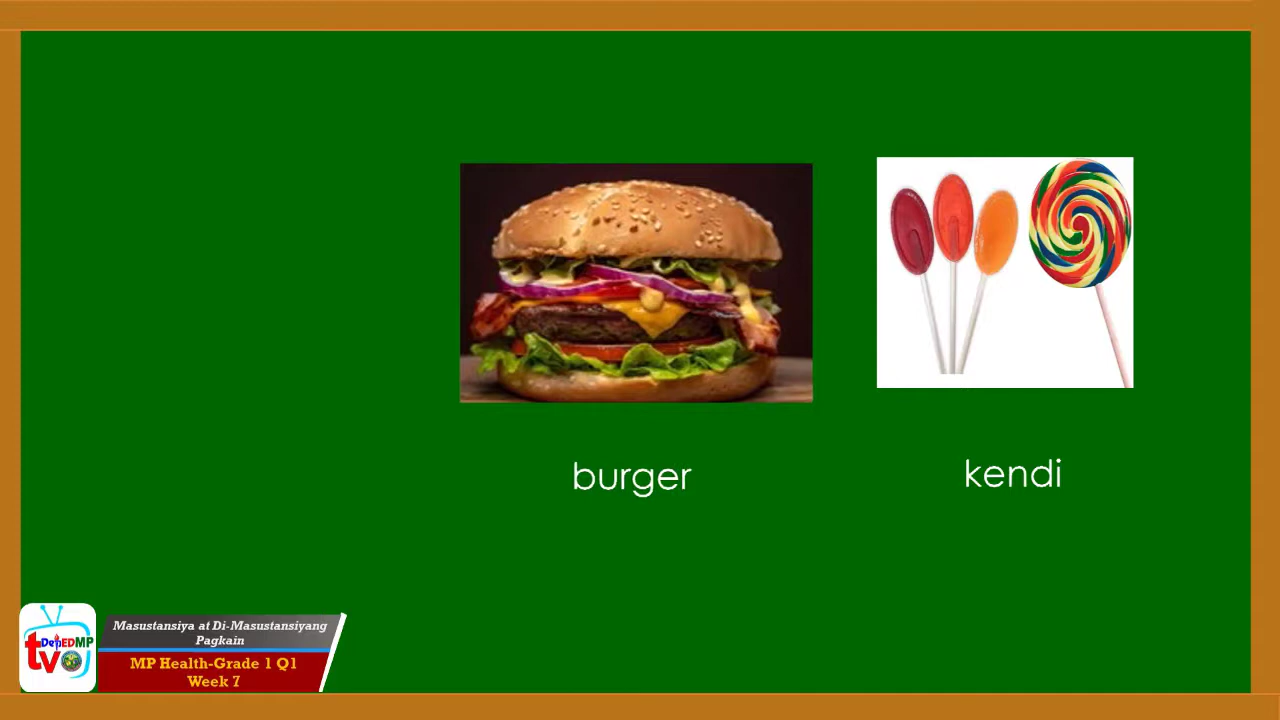 burger
kendi
Masustansiya at Di-Masustansiyang
Pagkain
DepEDMP
tv
MP Health-Grade 1 Q1
Week 7